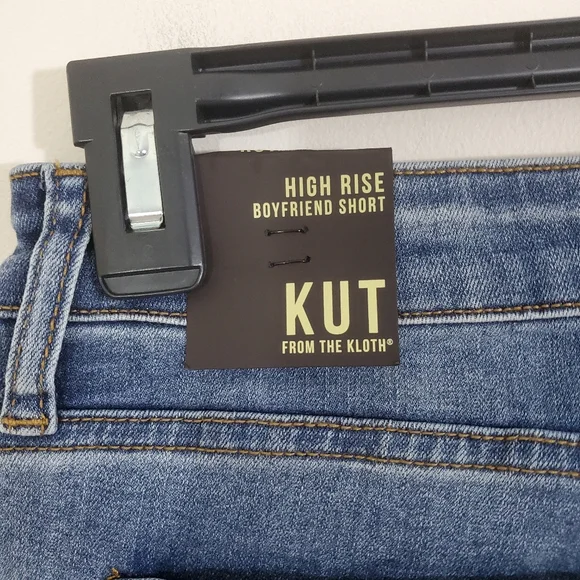 HIGH RISE
BOYFRIEND SHORT
KUT
FROM THE KLOTH®